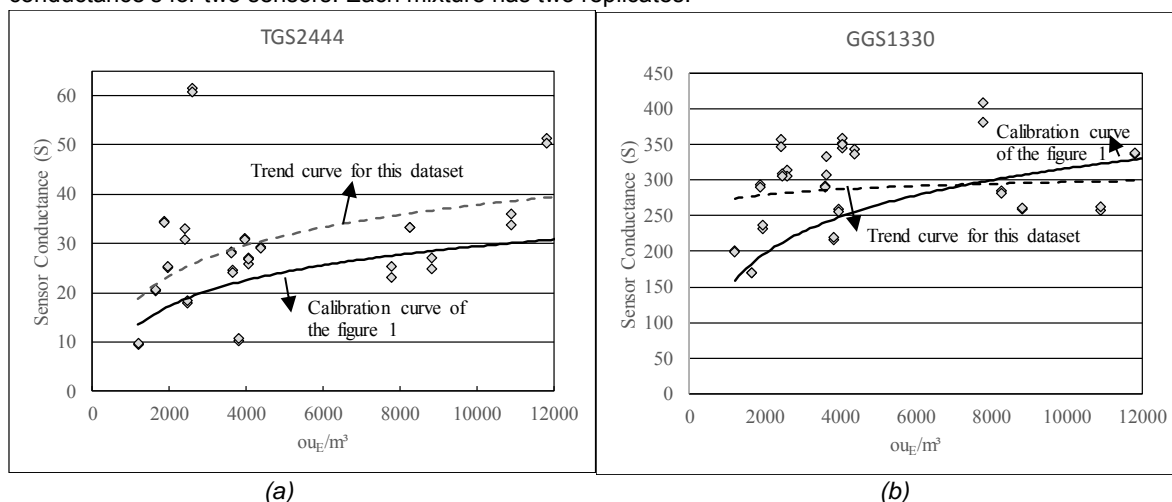 conductance's for two sensors. Each mixture has two replicates.
TGS2444
60
50
40
30
20
10
0
Sensor Conductance (S)
Trend curve for this dataset
Calibration curve of
the figure 1
0 2000 4000 6000 8000 10000 12000
ouE/m³
(a)
GGS1330
450
400
350
300
250
200
150
100
50
0
Sensor Conductance (S)
Calibration curve
of the figure 1
Trend curve for this dataset
0 2000 4000 6000 8000 10000 12000
ouE/m³
(b)